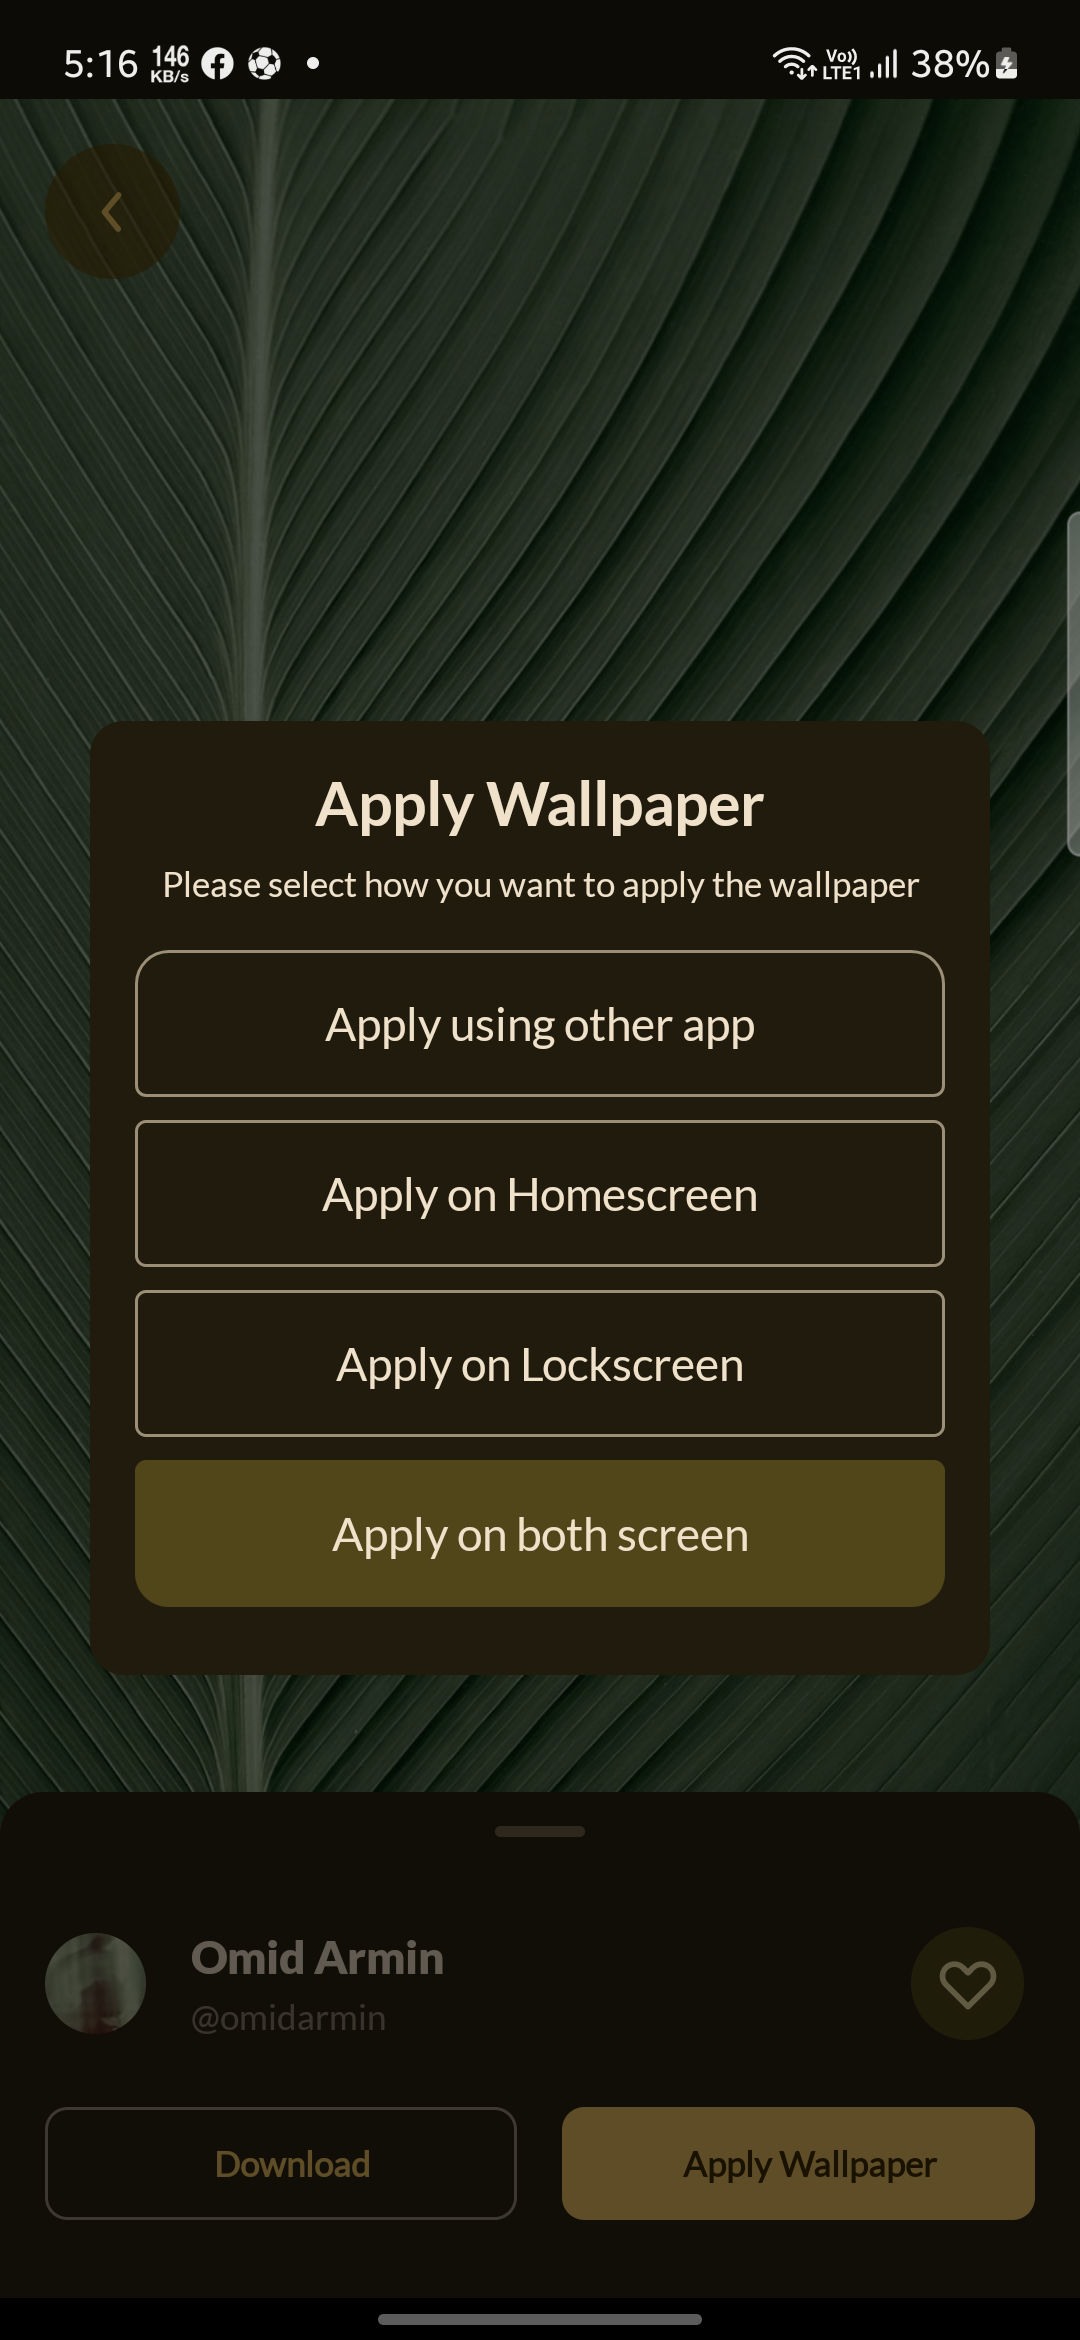 5:16 146 KB/s Vo)) LTE1 38%
Apply Wallpaper
Please select how you want to apply the wallpaper
Apply using other app
Apply on Homescreen
Apply on Lockscreen
Apply on both screen
Omid Armin
@omidarmin
Download Apply Wallpaper